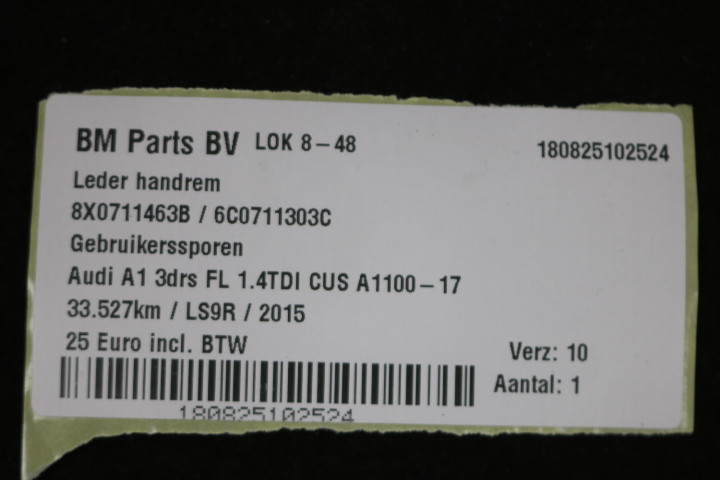 BM Parts BV LOK 8-48 180825102524
Leder handrem
8X0711463B / 6C0711303C
Gebruikerssporen
Audi A1 3drs FL 1.4TDI CUS A1100-17
33.527km / LS9R / 2015
25 Euro incl. BTW
Verz: 10
Aantal: 1
180825102524